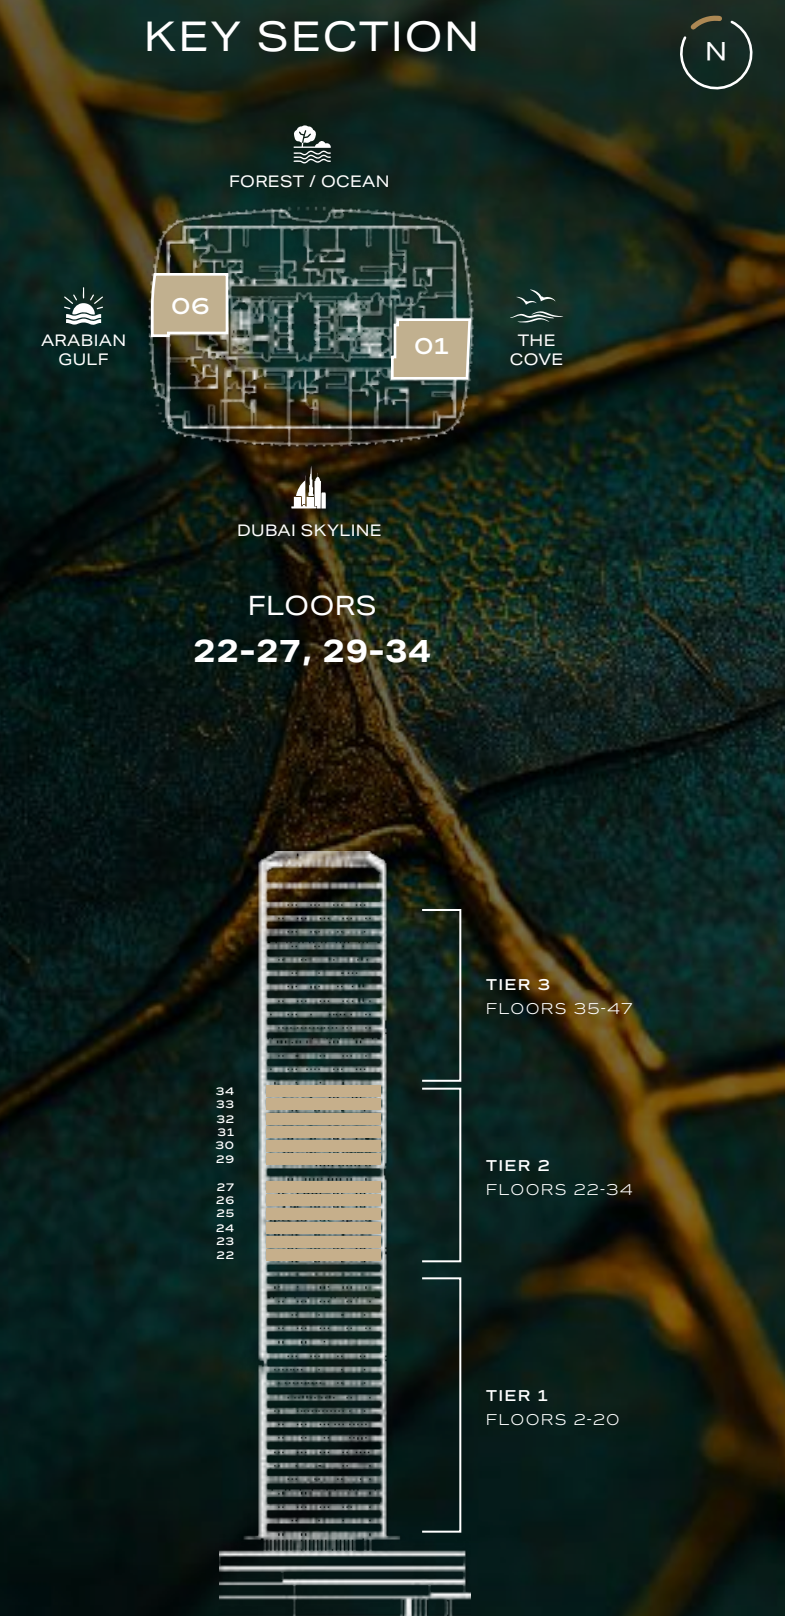 KEY SECTION
N
FOREST / OCEAN
06
ARABIAN
GULF
01
THE
COVE
DUBAI SKYLINE
FLOORS
22-27, 29-34
TIER 3
FLOORS 35-47
34
33
32
31
30
29
TIER 2
FLOORS 22-34
27
26
25
24
23
22
TIER 1
FLOORS 2-20